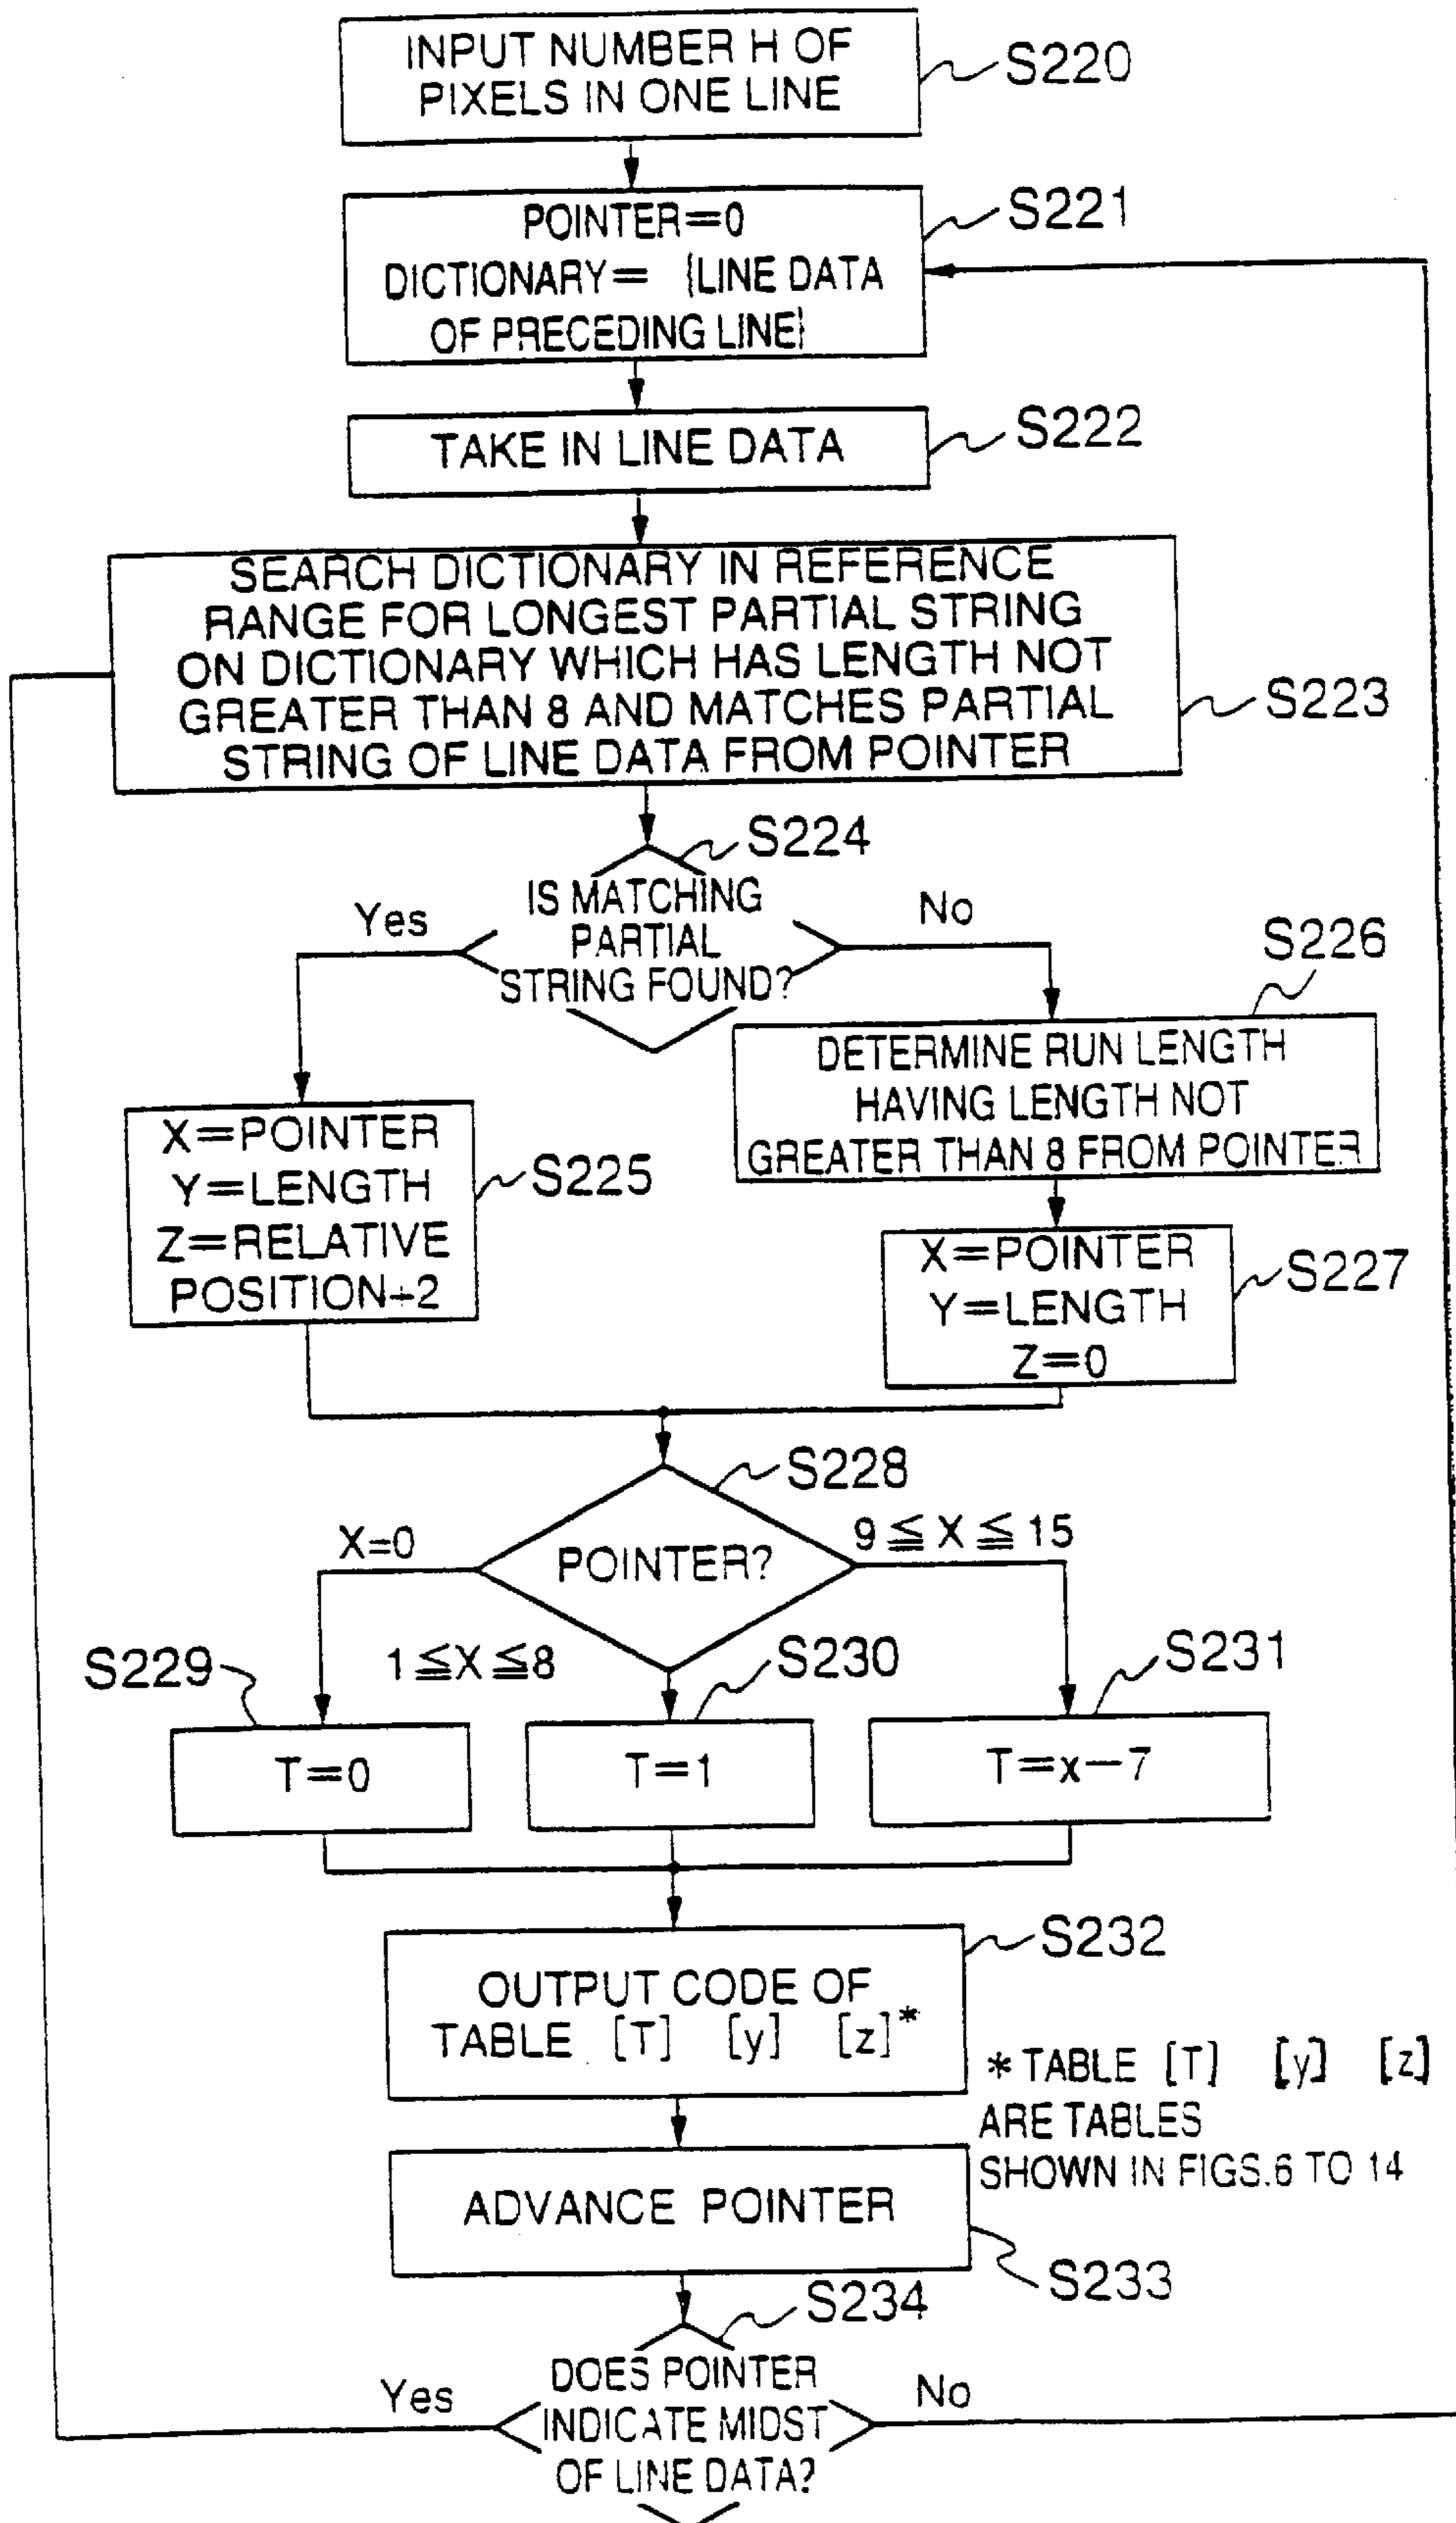 INPUT NUMBER H OF
PIXELS IN ONE LINE
S220
POINTER=0
DICTIONARY= {LINE DATA
OF PRECEDING LINE}
S221
TAKE IN LINE DATA
S222
SEARCH DICTIONARY IN REFERENCE
RANGE FOR LONGEST PARTIAL STRING
ON DICTIONARY WHICH HAS LENGTH NOT
GREATER THAN 8 AND MATCHES PARTIAL
STRING OF LINE DATA FROM POINTER
S223
S224
IS MATCHING
PARTIAL
STRING FOUND?
Yes
No
S226
DETERMINE RUN LENGTH
HAVING LENGTH NOT
GREATER THAN 8 FROM POINTER
X=POINTER
Y=LENGTH
Z=RELATIVE
POSITION+2
S225
X=POINTER
Y=LENGTH
Z=0
S227
S228
POINTER?
X=0
9 ≦ X ≦ 15
1 ≦X ≦8
S229
S230
S231
T=0
T=1
T=x−7
OUTPUT CODE OF
TABLE [T] [y] [z]*
S232
* TABLE [T] [y] [z]
ARE TABLES
SHOWN IN FIGS.6 TO 14
ADVANCE POINTER
S233
S234
DOES POINTER
INDICATE MIDST
OF LINE DATA?
Yes
No